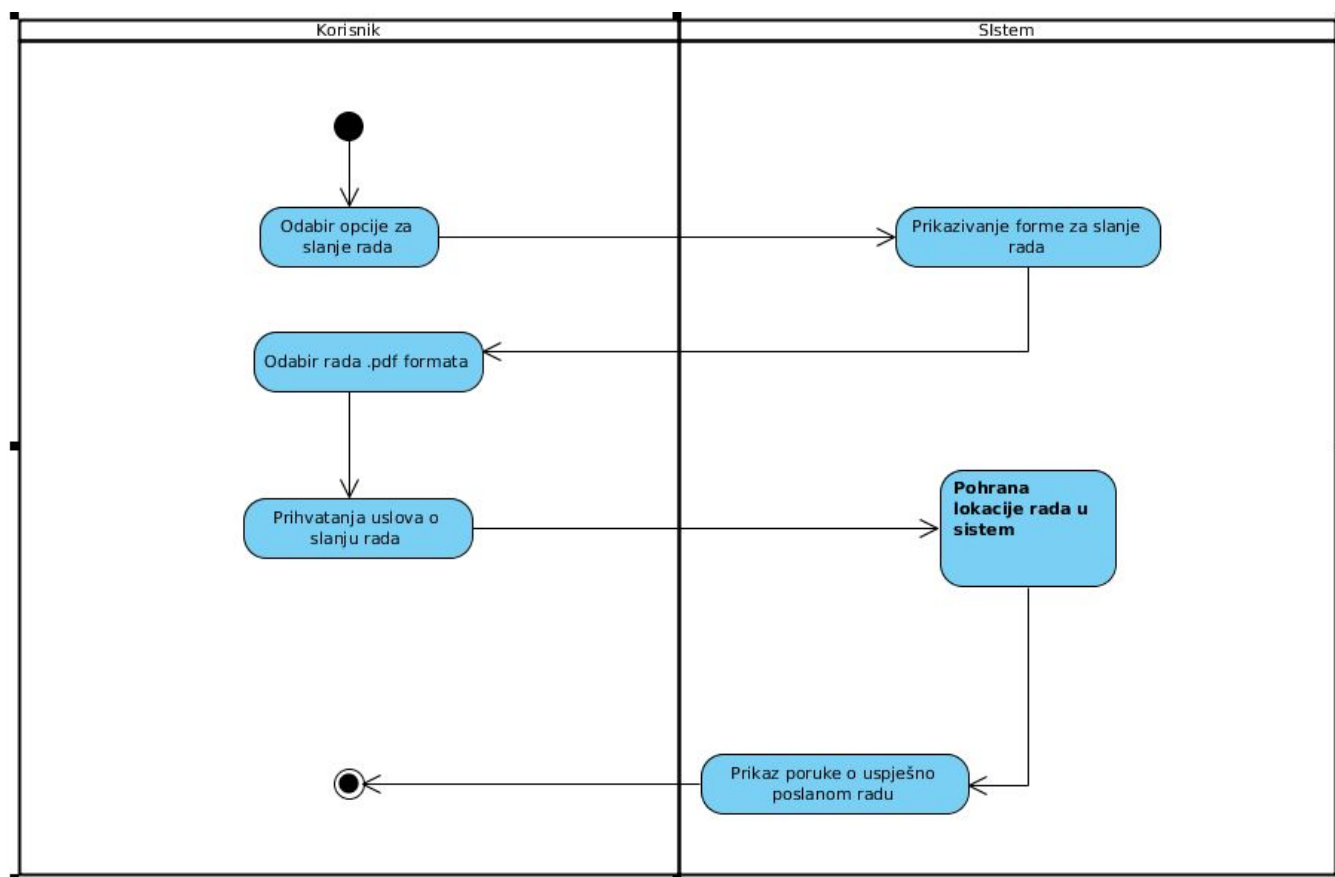 Korisnik
SIstem
Odabir opcije za
slanje rada
Prikazivanje forme za slanje
rada
Odabir rada .pdf formata
Prihvatanja uslova o
slanju rada
Pohrana
lokacije rada u
sistem
Prikaz poruke o uspješno
poslanom radu